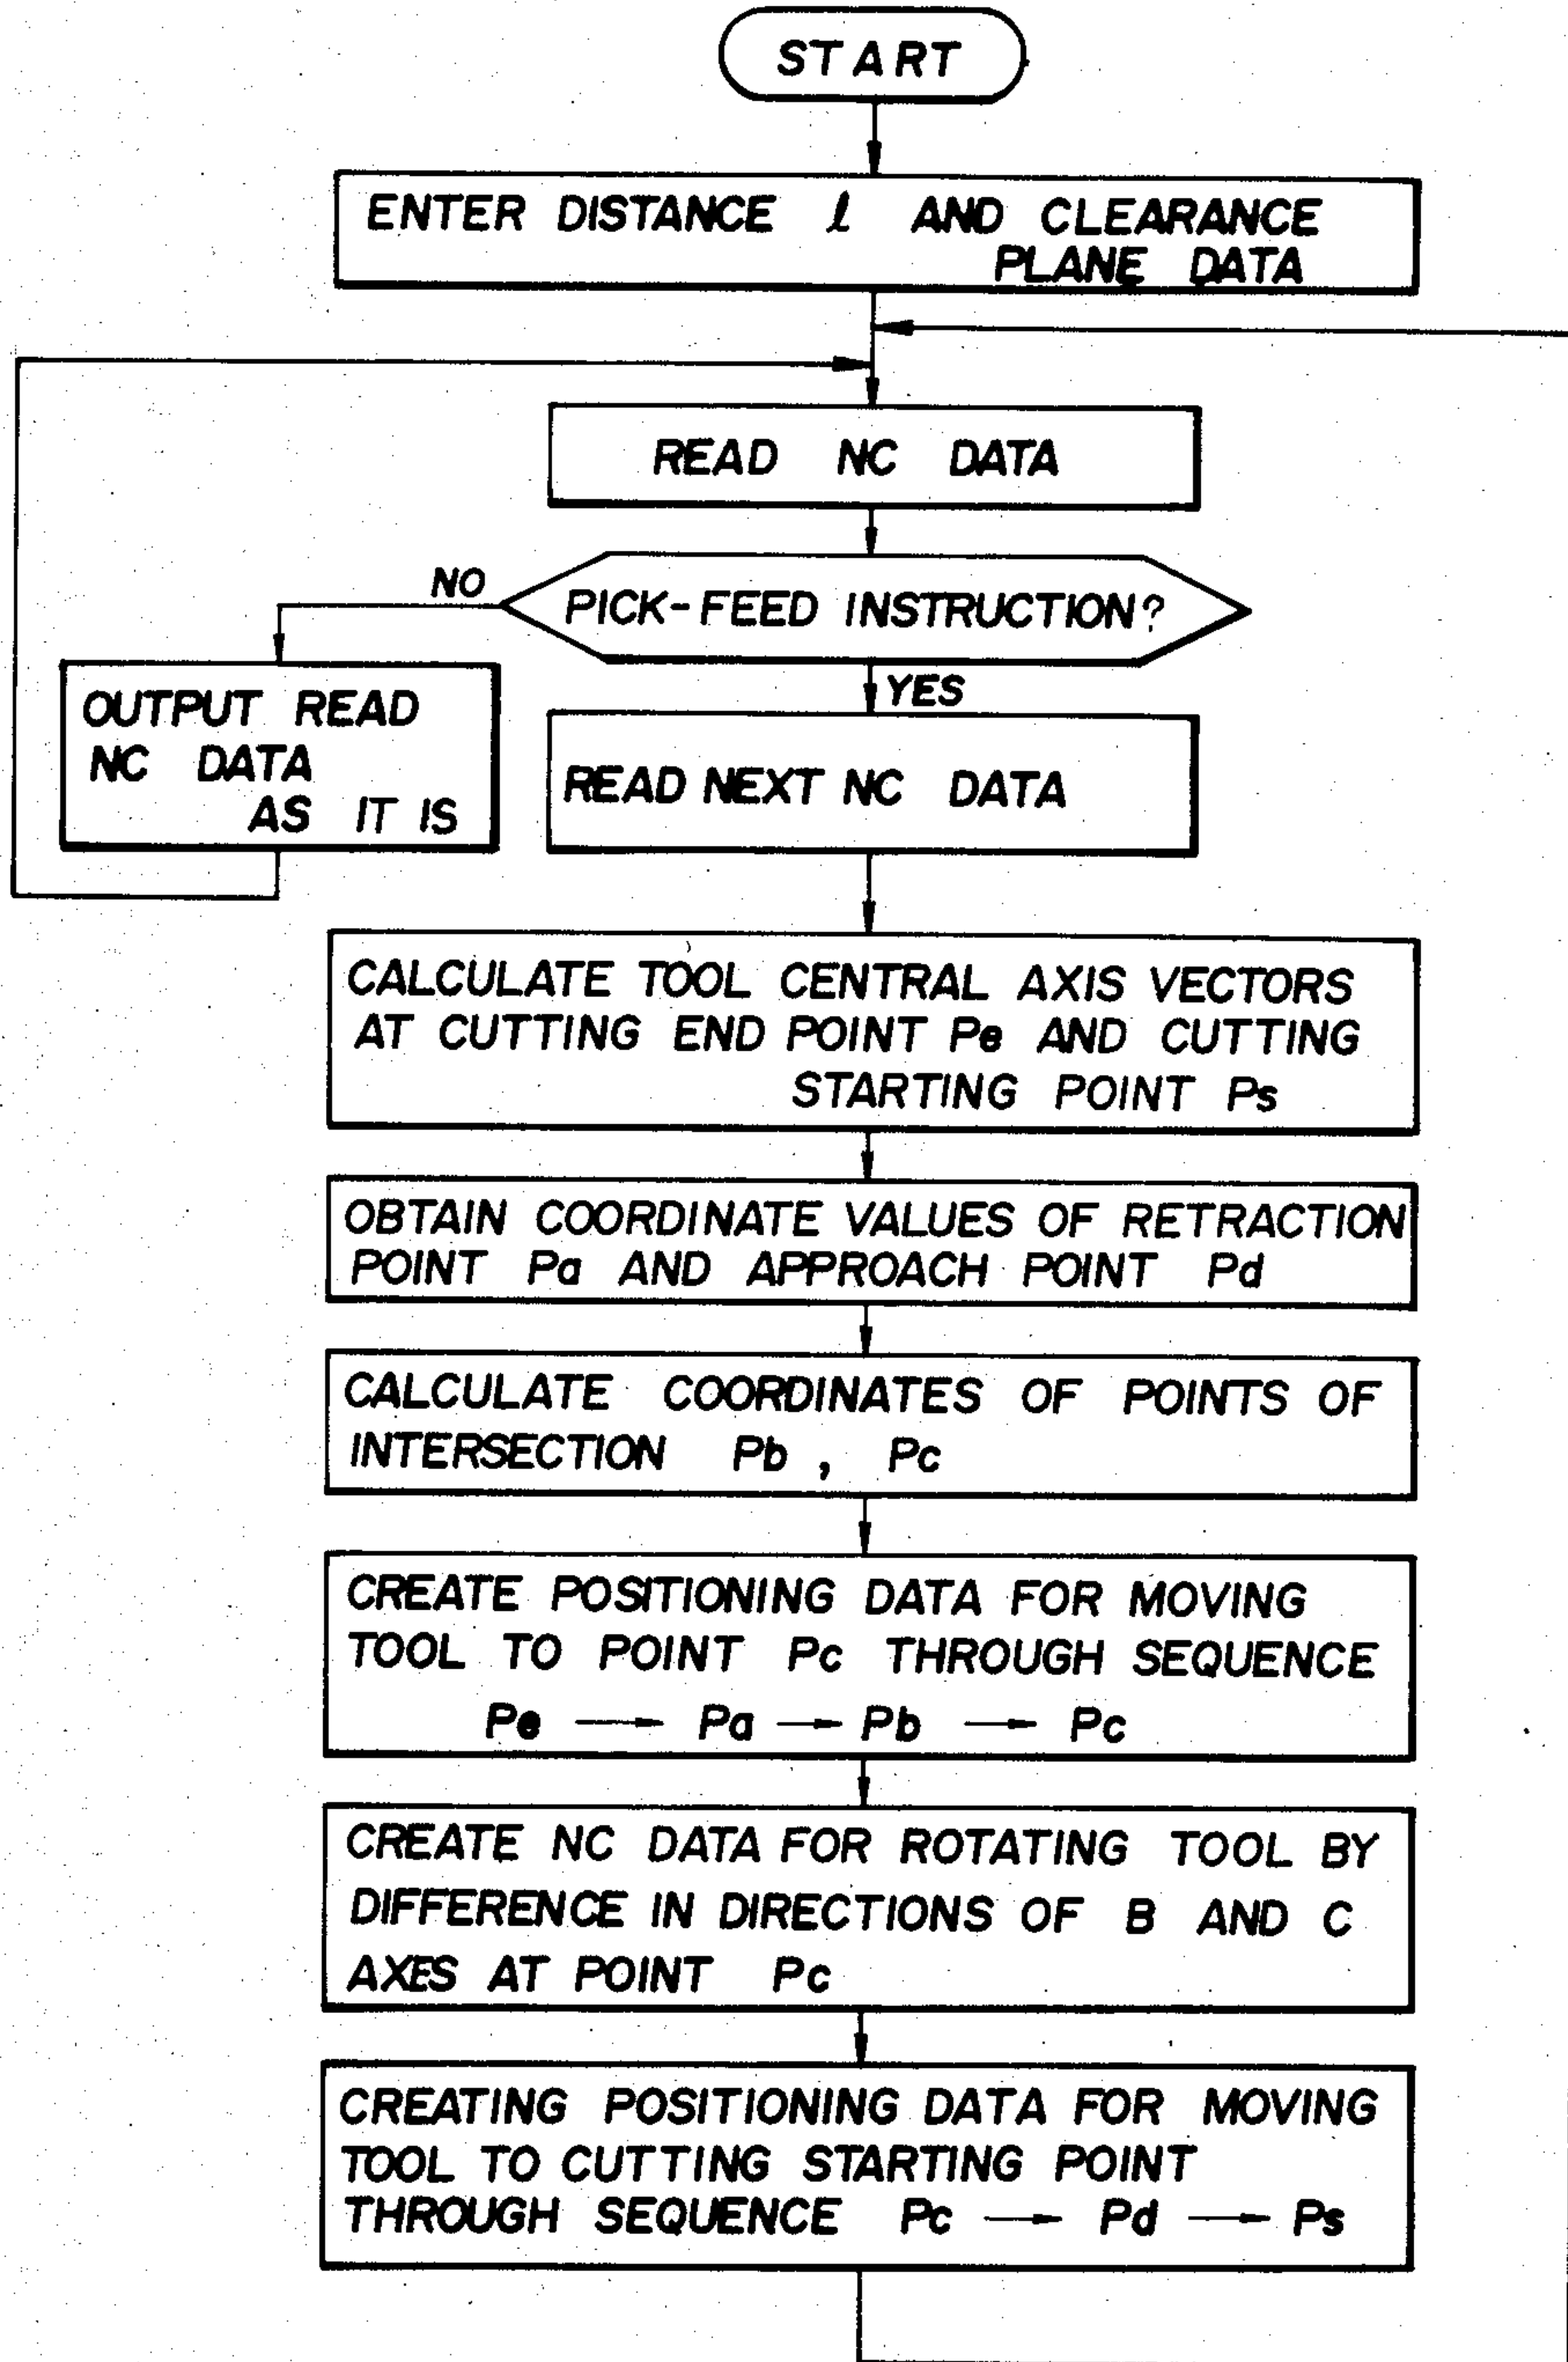 START
ENTER DISTANCE l AND CLEARANCE
PLANE DATA
READ NC DATA
NO
PICK-FEED INSTRUCTION?
YES
OUTPUT READ
NC DATA
AS IT IS
READ NEXT NC DATA
CALCULATE TOOL CENTRAL AXIS VECTORS
AT CUTTING END POINT Pe AND CUTTING
STARTING POINT Ps
OBTAIN COORDINATE VALUES OF RETRACTION
POINT Pa AND APPROACH POINT Pd
CALCULATE COORDINATES OF POINTS OF
INTERSECTION Pb , Pc
CREATE POSITIONING DATA FOR MOVING
TOOL TO POINT Pc THROUGH SEQUENCE
Pe → Pa → Pb → Pc
CREATE NC DATA FOR ROTATING TOOL BY
DIFFERENCE IN DIRECTIONS OF B AND C
AXES AT POINT Pc
CREATING POSITIONING DATA FOR MOVING
TOOL TO CUTTING STARTING POINT
THROUGH SEQUENCE Pc → Pd → Ps